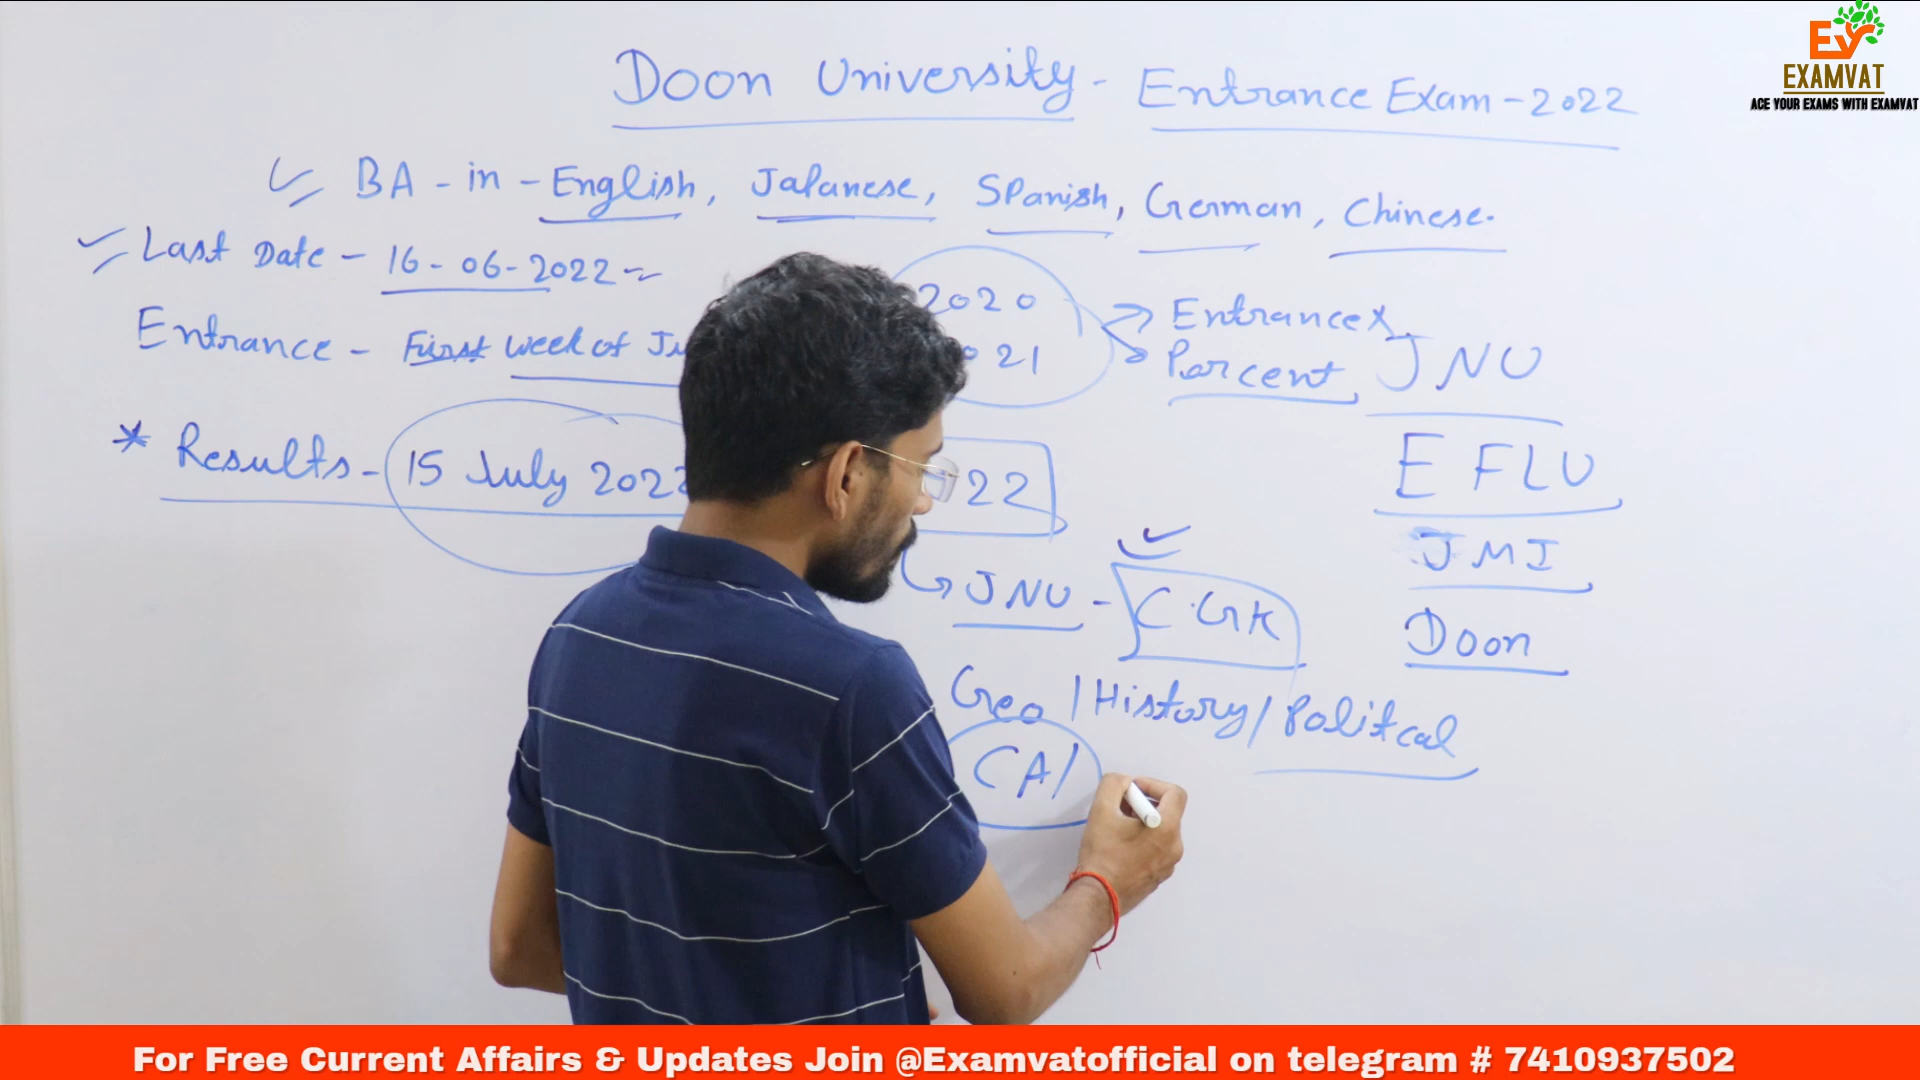 Doon University - Entrance Exam - 2022
EXAMVAT
ACE YOUR EXAMS WITH EXAMVAT
BA - in - English, Japanese, Spanish, German, Chinese.
Last Date - 16-06-2022
Entrance - First week of
2020
21
Entrance X
Percent
* Results - 15 July 2022
22
JNU
EFLU
JMI
Doon
JNU - C.GK
Geo / History / Politcal
CA /
For Free Current Affairs & Updates Join @Examvatofficial on telegram # 7410937502